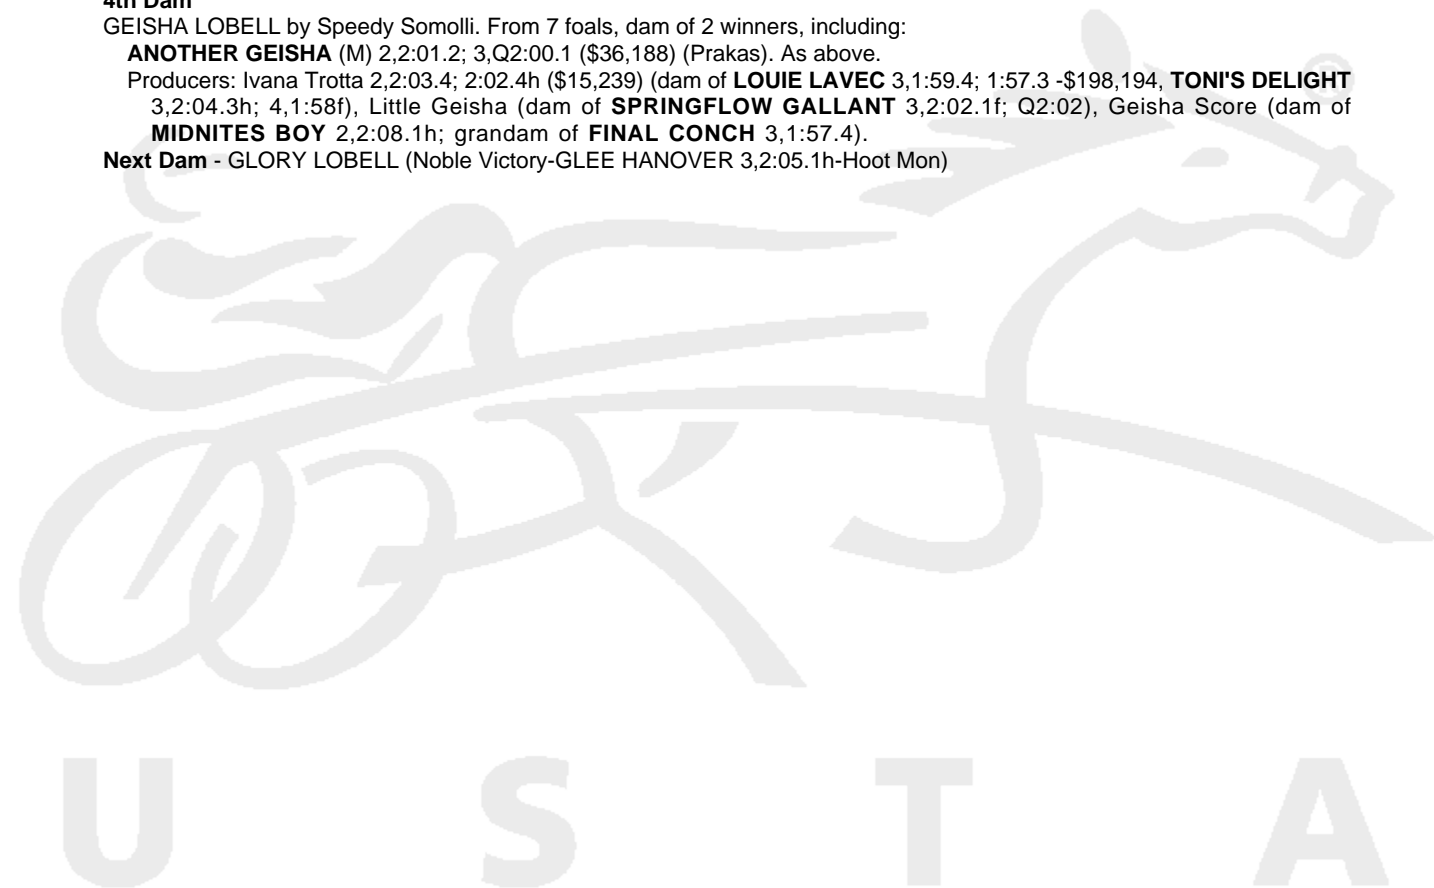 4th Dam
GEISHA LOBELL by Speedy Somolli. From 7 foals, dam of 2 winners, including:
ANOTHER GEISHA (M) 2,2:01.2; 3,Q2:00.1 ($36,188) (Prakas). As above.
Producers: Ivana Trotta 2,2:03.4; 2:02.4h ($15,239) (dam of LOUIE LAVEC 3,1:59.4; 1:57.3 -$198,194, TONI'S DELIGHT
3,2:04.3h; 4,1:58f), Little Geisha (dam of SPRINGFLOW GALLANT 3,2:02.1f; Q2:02), Geisha Score (dam of
MIDNITES BOY 2,2:08.1h; grandam of FINAL CONCH 3,1:57.4).
Next Dam - GLORY LOBELL (Noble Victory-GLEE HANOVER 3,2:05.1h-Hoot Mon)
®
U S T A